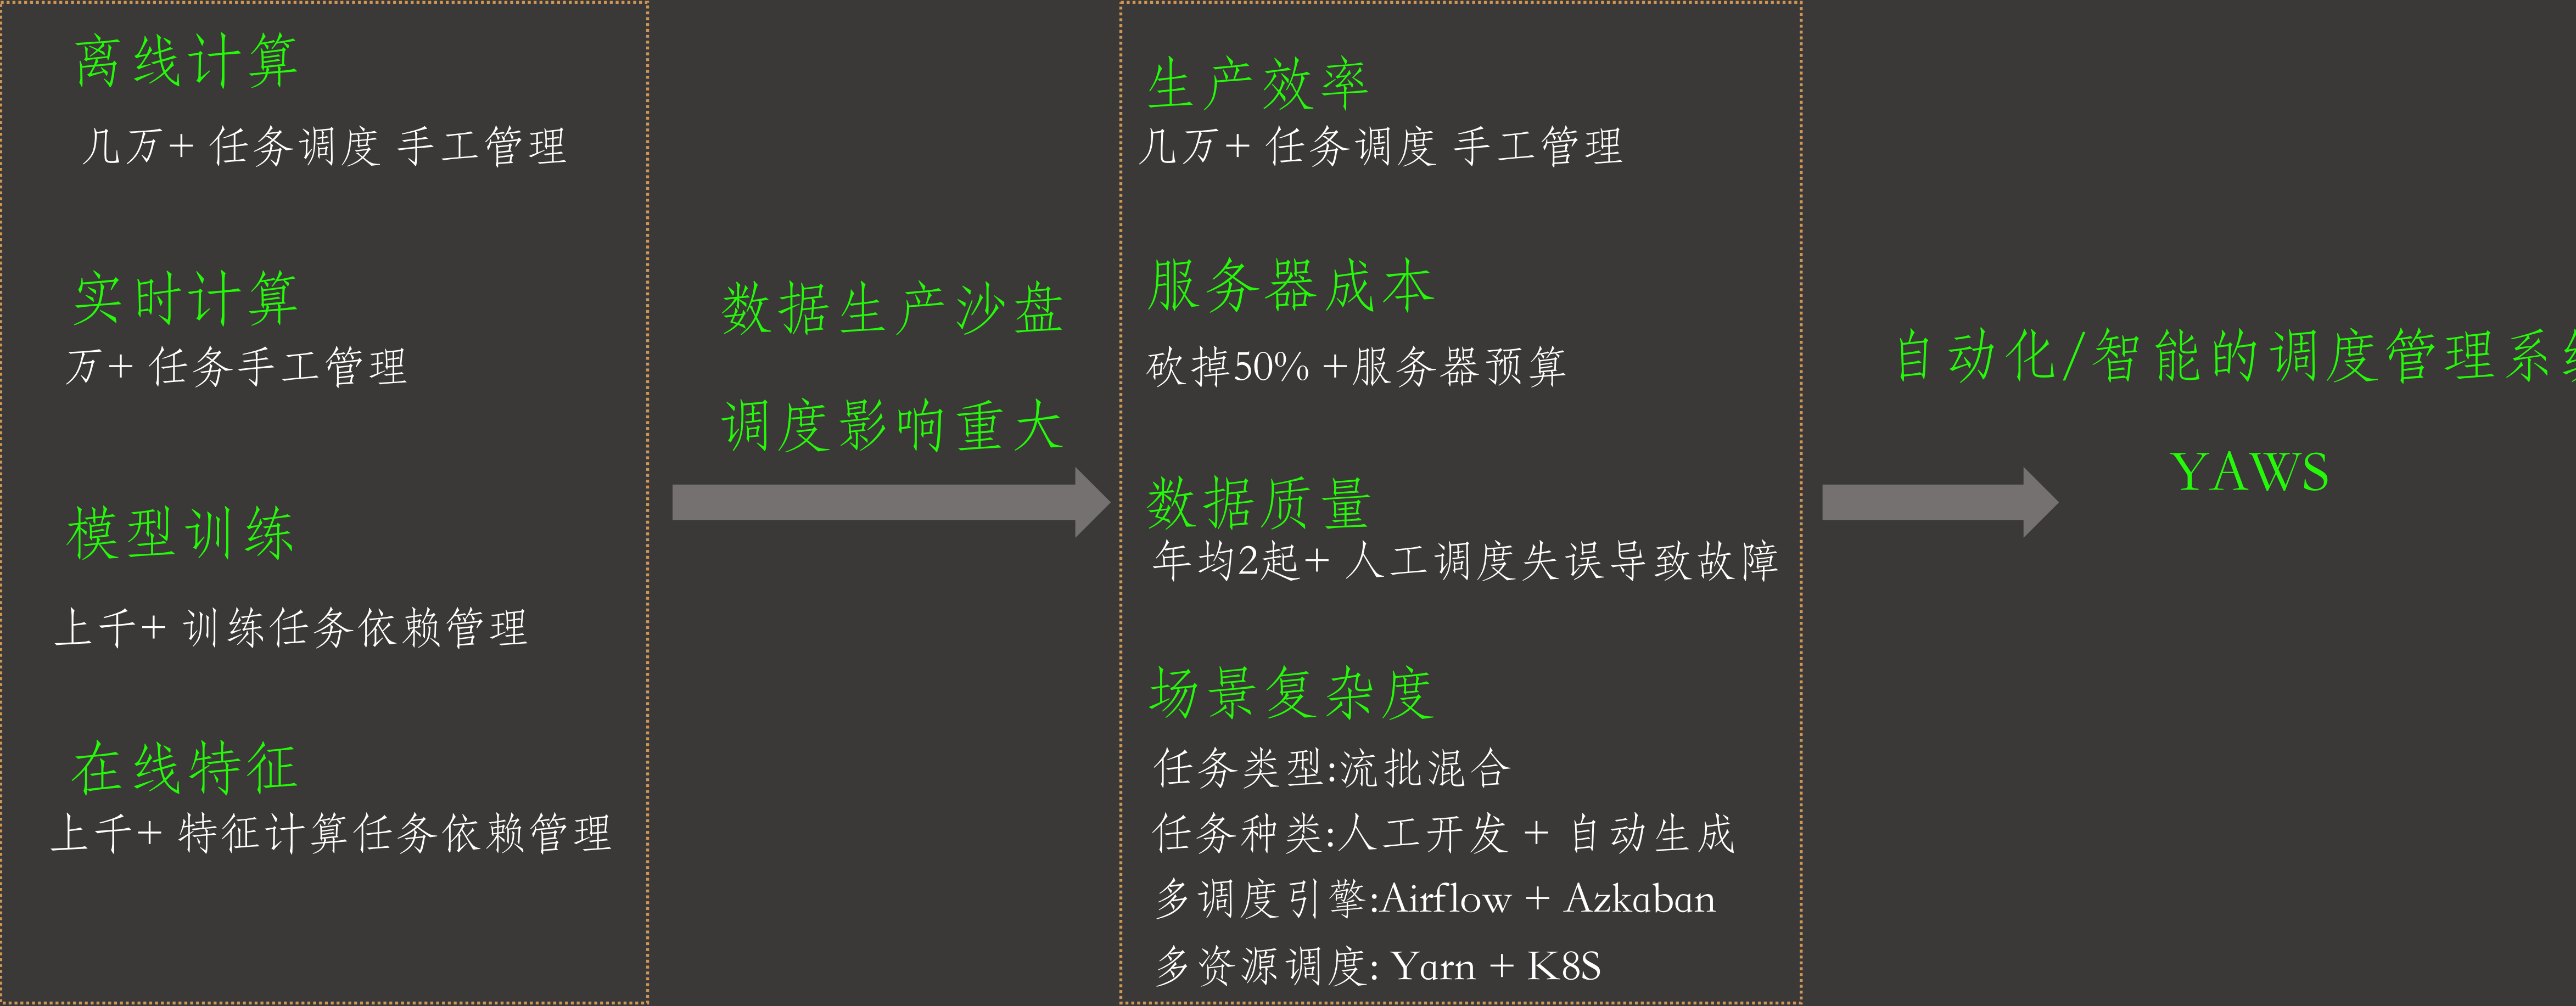 离线计算
几万+ 任务调度 手工管理
实时计算
万+ 任务手工管理
模型训练
上千+ 训练任务依赖管理
在线特征
上千+ 特征计算任务依赖管理
数据生产沙盘
调度影响重大
生产效率
几万+ 任务调度 手工管理
服务器成本
砍掉50% +服务器预算
数据质量
年均2起+ 人工调度失误导致故障
场景复杂度
任务类型:流批混合
任务种类:人工开发 + 自动生成
多调度引擎:Airflow + Azkaban
多资源调度: Yarn + K8S
自动化/智能的调度管理系统
YAWS